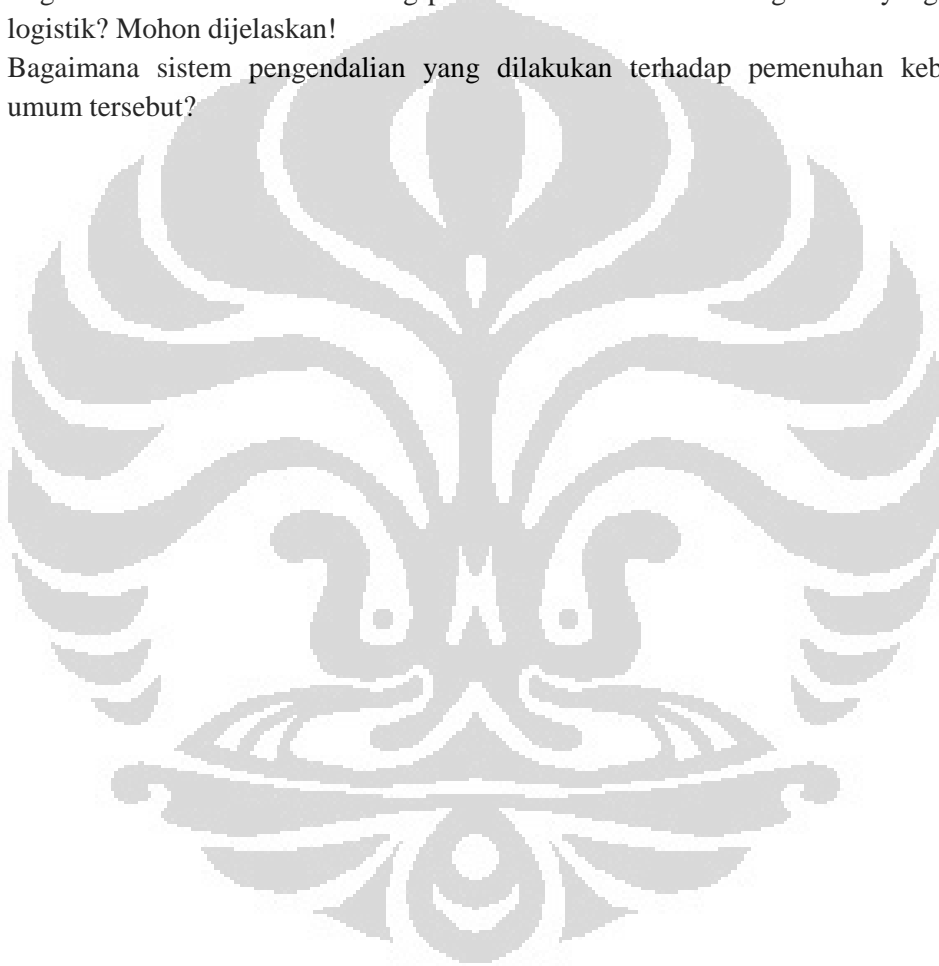 logistik? Mohon dijelaskan!
Bagaimana sistem pengendalian yang dilakukan terhadap pemenuhan keb
umum tersebut?